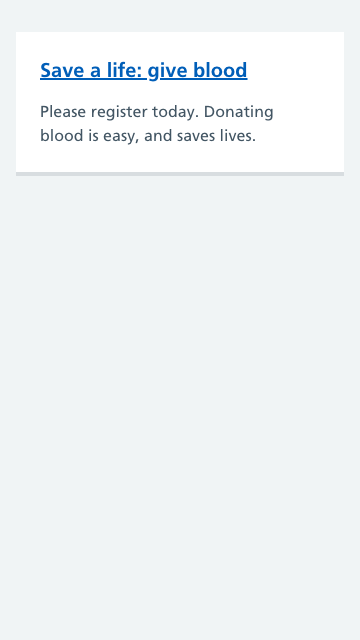 Save a life: give blood
Please register today. Donating
blood is easy, and saves lives.